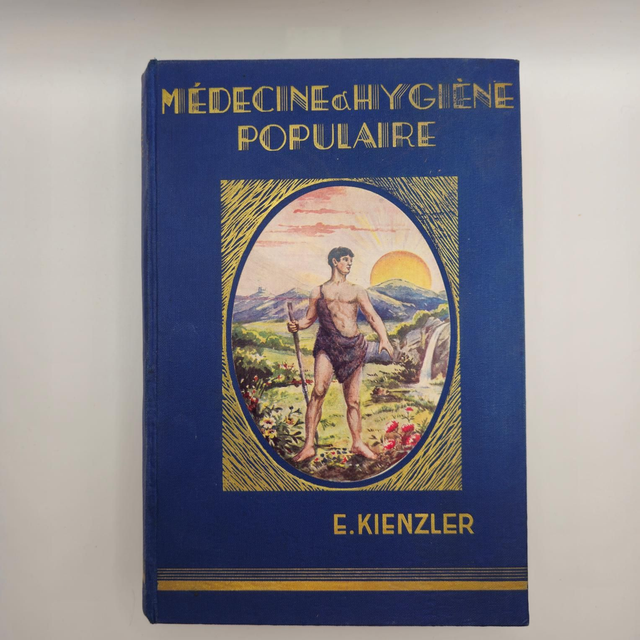 MÉDECINE & HYGIÈNE
POPULAIRE
E. KIENZLER